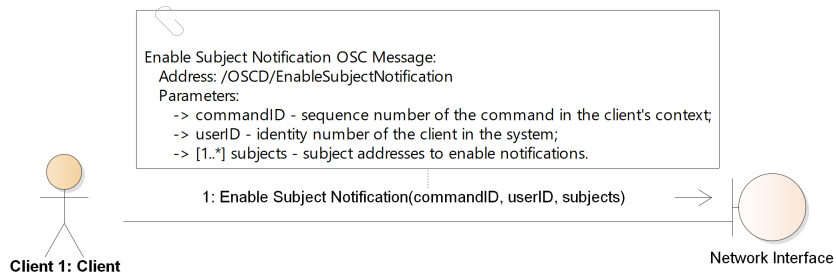 Enable Subject Notification OSC Message:
Address: /OSCD/EnableSubjectNotification
Parameters:
-> commandID - sequence number of the command in the client's context;
-> userID - identity number of the client in the system;
-> [1..*] subjects - subject addresses to enable notifications.
1: Enable Subject Notification(commandID, userID, subjects)
Client 1: Client
Network Interface